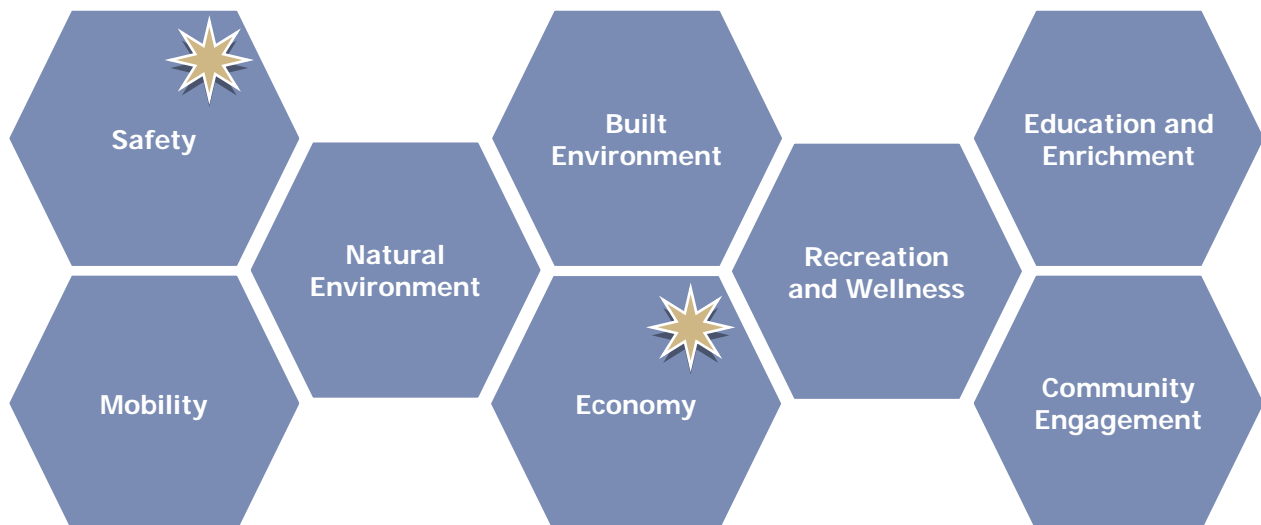 Safety
Built
Environment
Education and
Enrichment
Natural
Environment
Recreation
and Wellness
Mobility
Economy
Community
Engagement